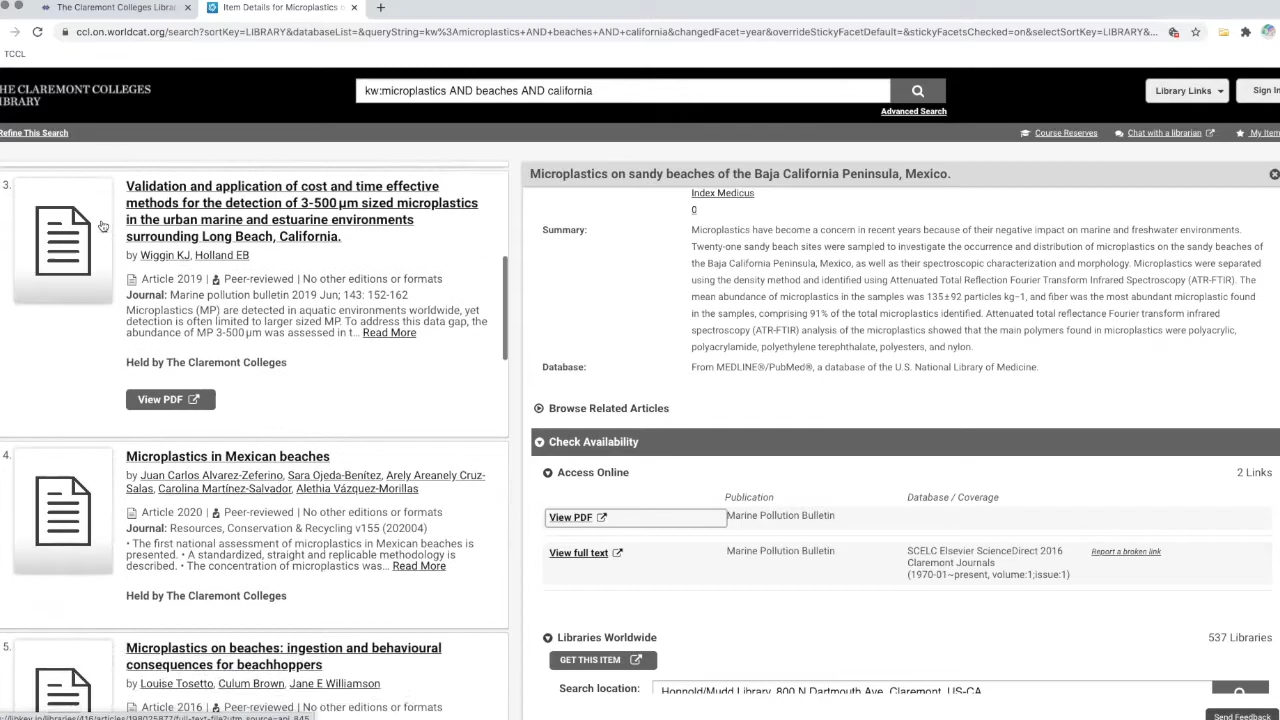 The Claremont Colleges Librar
Item Details for Microplastics o
ccl.on.worldcat.org/search?sortKey=LIBRARY&databaseList=&queryString=kw%3Amicroplastics+AND+beaches+AND+california&changedFacet=year&overrideStickyFacetDefault=&stickyFacetsChecked=on&selectSortKey=LIBRARY&...
TCCL
HE CLAREMONT COLLEGES
IBRARY
kw:microplastics AND beaches AND california
Library Links
Sign In
Advanced Search
Refine This Search
Course Reserves
Chat with a librarian
My Item
3.
Validation and application of cost and time effective
methods for the detection of 3-500 μm sized microplastics
in the urban marine and estuarine environments
surrounding Long Beach, California.
by Wiggin KJ, Holland EB
Article 2019 | Peer-reviewed | No other editions or formats
Journal: Marine pollution bulletin 2019 Jun; 143: 152-162
Microplastics (MP) are detected in aquatic environments worldwide, yet
detection is often limited to larger sized MP. To address this data gap, the
abundance of MP 3-500 μm was assessed in t... Read More
Held by The Claremont Colleges
View PDF
4.
Microplastics in Mexican beaches
by Juan Carlos Alvarez-Zeferino, Sara Ojeda-Benítez, Arely Areanely Cruz-
Salas, Carolina Martínez-Salvador, Alethia Vázquez-Morillas
Article 2020 | Peer-reviewed | No other editions or formats
Journal: Resources, Conservation & Recycling v155 (202004)
• The first national assessment of microplastics in Mexican beaches is
presented. • A standardized, straight and replicable methodology is
described. • The concentration of microplastics was... Read More
Held by The Claremont Colleges
5.
Microplastics on beaches: ingestion and behavioural
consequences for beachhoppers
by Louise Tosetto, Culum Brown, Jane E Williamson
Article 2016 | Peer-reviewed | No other editions or formats
Microplastics on sandy beaches of the Baja California Peninsula, Mexico.
Index Medicus
0
Summary:
Microplastics have become a concern in recent years because of their negative impact on marine and freshwater environments.
Twenty-one sandy beach sites were sampled to investigate the occurrence and distribution of microplastics on the sandy beaches of
the Baja California Peninsula, Mexico, as well as their spectroscopic characterization and morphology. Microplastics were separated
using the density method and identified using Attenuated Total Reflection Fourier Transform Infrared Spectroscopy (ATR-FTIR). The
mean abundance of microplastics in the samples was 135±92 particles kg−1, and fiber was the most abundant microplastic found
in the samples, comprising 91% of the total microplastics identified. Attenuated total reflectance Fourier transform infrared
spectroscopy (ATR-FTIR) analysis of the microplastics showed that the main polymers found in microplastics were polyacrylic,
polyacrylamide, polyethylene terephthalate, polyesters, and nylon.
Database:
From MEDLINE®/PubMed®, a database of the U.S. National Library of Medicine.
Browse Related Articles
Check Availability
Access Online
2 Links
Publication
Database / Coverage
View PDF
Marine Pollution Bulletin
View full text
Marine Pollution Bulletin
SCELC Elsevier ScienceDirect 2016
Claremont Journals
(1970-01~present, volume:1;issue:1)
Report a broken link
Libraries Worldwide
537 Libraries
GET THIS ITEM
Search location:
Honnold/Mudd Library, 800 N Dartmouth Ave, Claremont, US-CA
Send Feedback